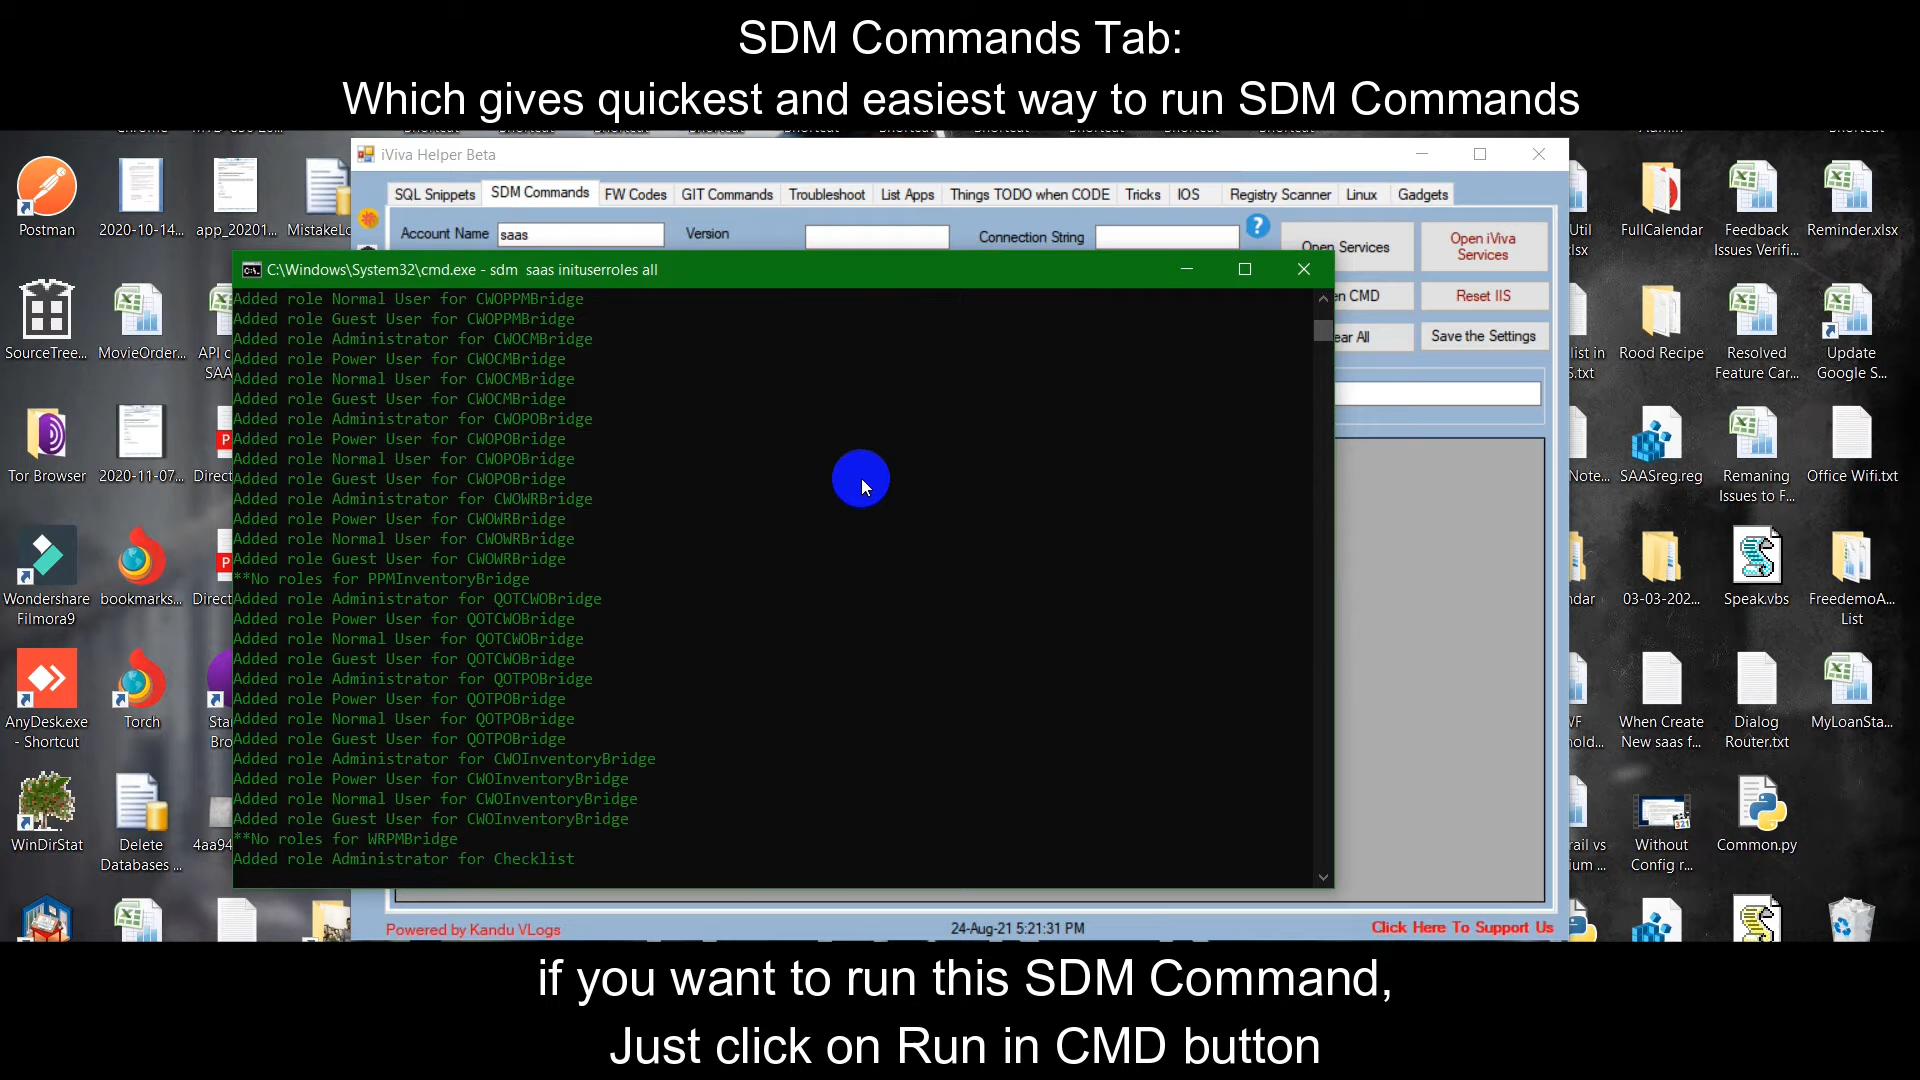 SDM Commands Tab:
Which gives quickest and easiest way to run SDM Commands
iViva Helper Beta
SQL Snippets SDM Commands FW Codes GIT Commands Troubleshoot List Apps Things TODO when CODE Tricks IOS Registry Scanner Linux Gadgets
Account Name saas Version Connection String
Open Services
Open iViva
Services
Reset IIS
Save the Settings
C:\Windows\System32\cmd.exe - sdm  saas inituserroles all
Added role Normal User for CWOPPMBridge
Added role Guest User for CWOPPMBridge
Added role Administrator for CWOCMBridge
Added role Power User for CWOCMBridge
Added role Normal User for CWOCMBridge
Added role Guest User for CWOCMBridge
Added role Administrator for CWOPOBridge
Added role Power User for CWOPOBridge
Added role Normal User for CWOPOBridge
Added role Guest User for CWOPOBridge
Added role Administrator for CWOWRBridge
Added role Power User for CWOWRBridge
Added role Normal User for CWOWRBridge
Added role Guest User for CWOWRBridge
**No roles for PPMInventoryBridge
Added role Administrator for QOTCWOBridge
Added role Power User for QOTCWOBridge
Added role Normal User for QOTCWOBridge
Added role Guest User for QOTCWOBridge
Added role Administrator for QOTPOBridge
Added role Power User for QOTPOBridge
Added role Normal User for QOTPOBridge
Added role Guest User for QOTPOBridge
Added role Administrator for CWOInventoryBridge
Added role Power User for CWOInventoryBridge
Added role Normal User for CWOInventoryBridge
Added role Guest User for CWOInventoryBridge
**No roles for WRPMBridge
Added role Administrator for Checklist
Powered by Kandu VLogs 24-Aug-21 5:21:31 PM Click Here To Support Us
Postman 2020-10-14... app_20201...
SourceTree... MovieOrder...
Tor Browser 2020-11-07...
Wondershare
Filmora9
bookmarks...
AnyDesk.exe
- Shortcut
Torch
WinDirStat
Delete
Databases ...
FullCalendar
Feedback
Issues Verifi...
Reminder.xlsx
Rood Recipe
Resolved
Feature Car...
Update
Google S...
SAASreg.reg
Remaning
Issues to F...
Office Wifi.txt
03-03-202...
Speak.vbs
FreedemoA...
List
When Create
New saas f...
Dialog
Router.txt
MyLoanSta...
Without
Config r...
Common.py
if you want to run this SDM Command,
Just click on Run in CMD button